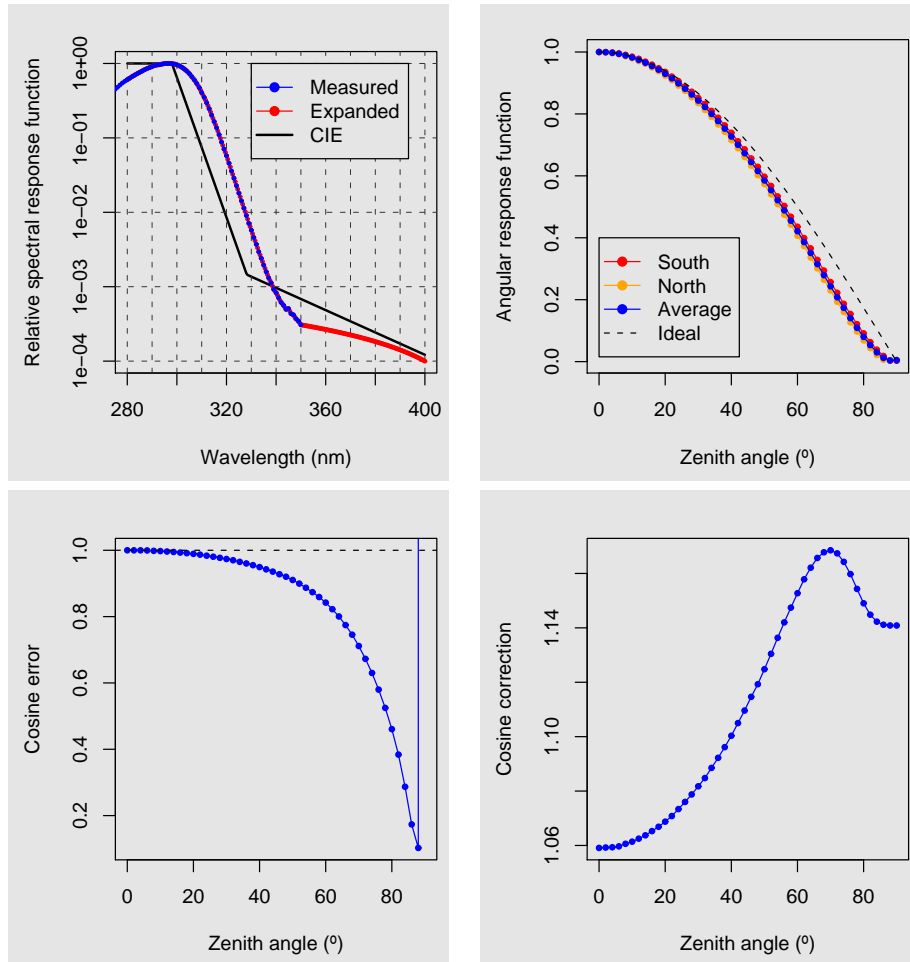 Relative spectral response function
1e+00
1e-01
1e-02
1e-03
1e-04
Measured
Expanded
CIE
280 320 360 400
Wavelength (nm)
Angular response function
1.0
0.8
0.6
0.4
0.2
0.0
South
North
Average
Ideal
0 20 40 60 80
Zenith angle (º)
Cosine error
1.0
0.8
0.6
0.4
0.2
0 20 40 60 80
Zenith angle (º)
Cosine correction
1.14
1.10
1.06
0 20 40 60 80
Zenith angle (º)